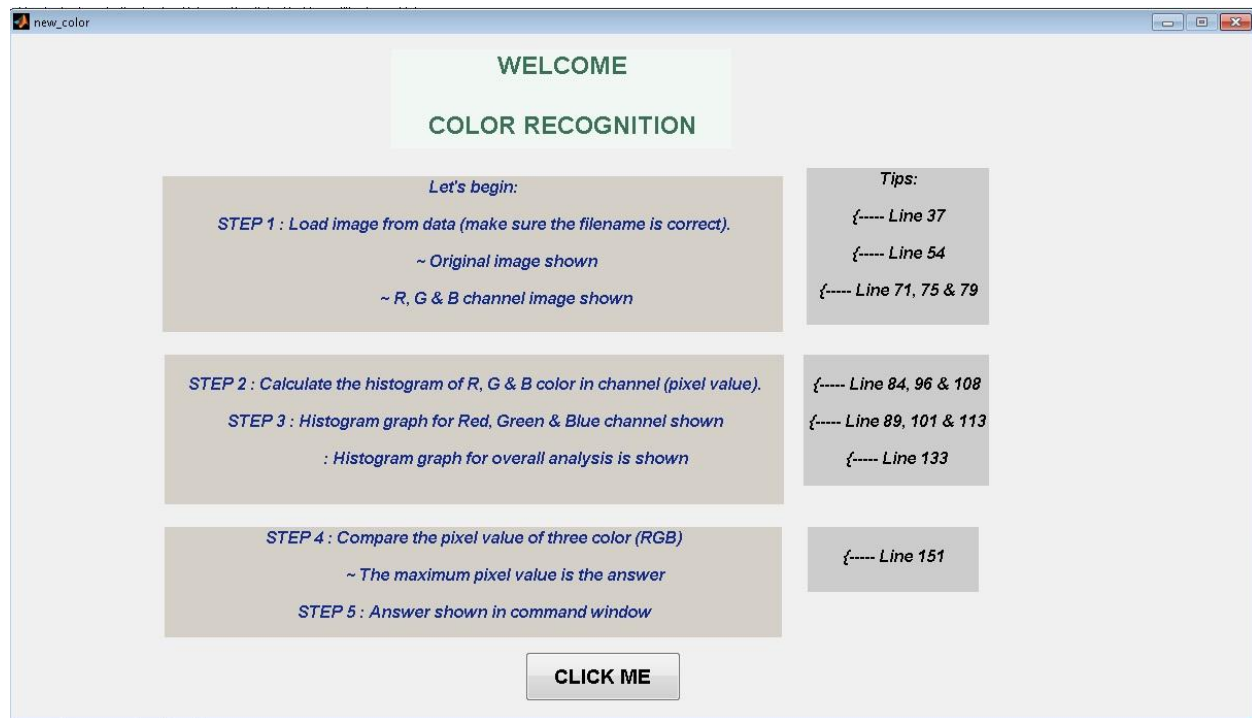 new_color
WELCOME
COLOR RECOGNITION
Let's begin:
STEP 1 : Load image from data (make sure the filename is correct).
~ Original image shown
~ R, G & B channel image shown
Tips:
{----- Line 37
{----- Line 54
{----- Line 71, 75 & 79
STEP 2 : Calculate the histogram of R, G & B color in channel (pixel value).
STEP 3 : Histogram graph for Red, Green & Blue channel shown
: Histogram graph for overall analysis is shown
{----- Line 84, 96 & 108
{----- Line 89, 101 & 113
{----- Line 133
STEP 4 : Compare the pixel value of three color (RGB)
~ The maximum pixel value is the answer
STEP 5 : Answer shown in command window
{----- Line 151
CLICK ME